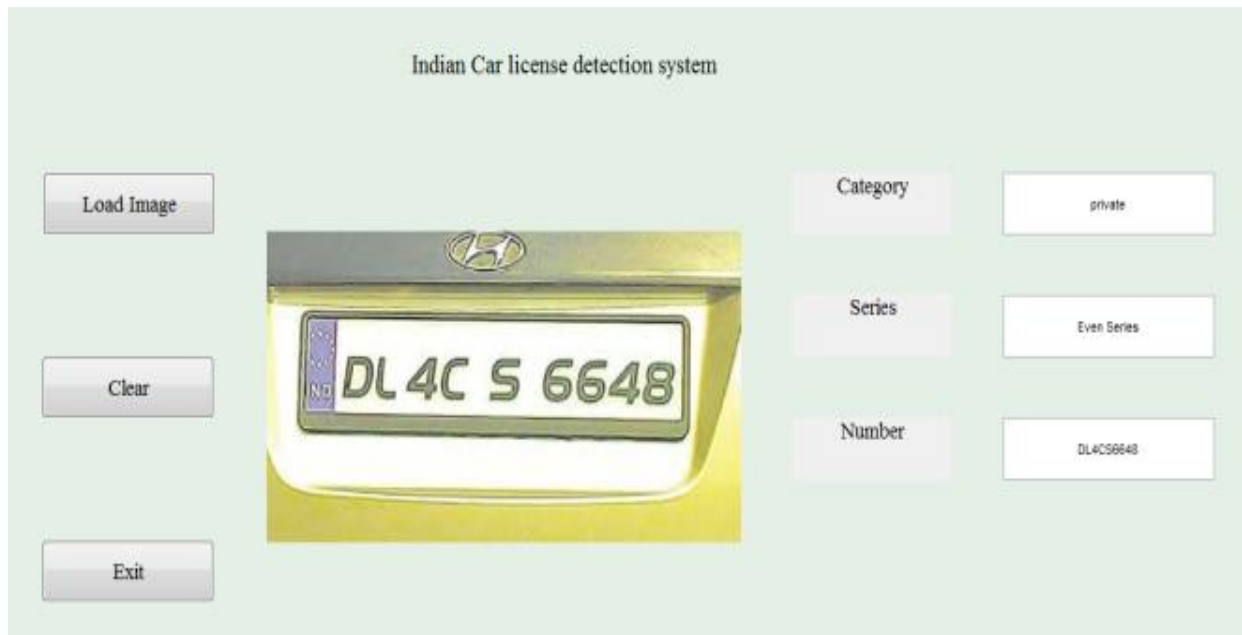 Indian Car license detection system
Load Image
Clear
Exit
IND
DL 4C S 6648
Category
private
Series
Even Series
Number
DL4CS6648